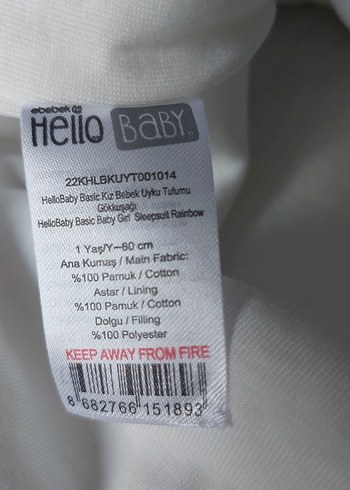 ebebek
Hello BABY
22KHLBKUYT001014
HelloBaby Basic Kız Bebek Uyku Tulumu
Gökkuşağı
HelloBaby Basic Baby Girl Sleepsuit Rainbow
1 Yaş/Y–80 cm
Ana Kumaş / Main Fabric:
%100 Pamuk / Cotton
Astar / Lining
%100 Pamuk / Cotton
Dolgu / Filling
%100 Polyester
KEEP AWAY FROM FIRE
8 682766 151893